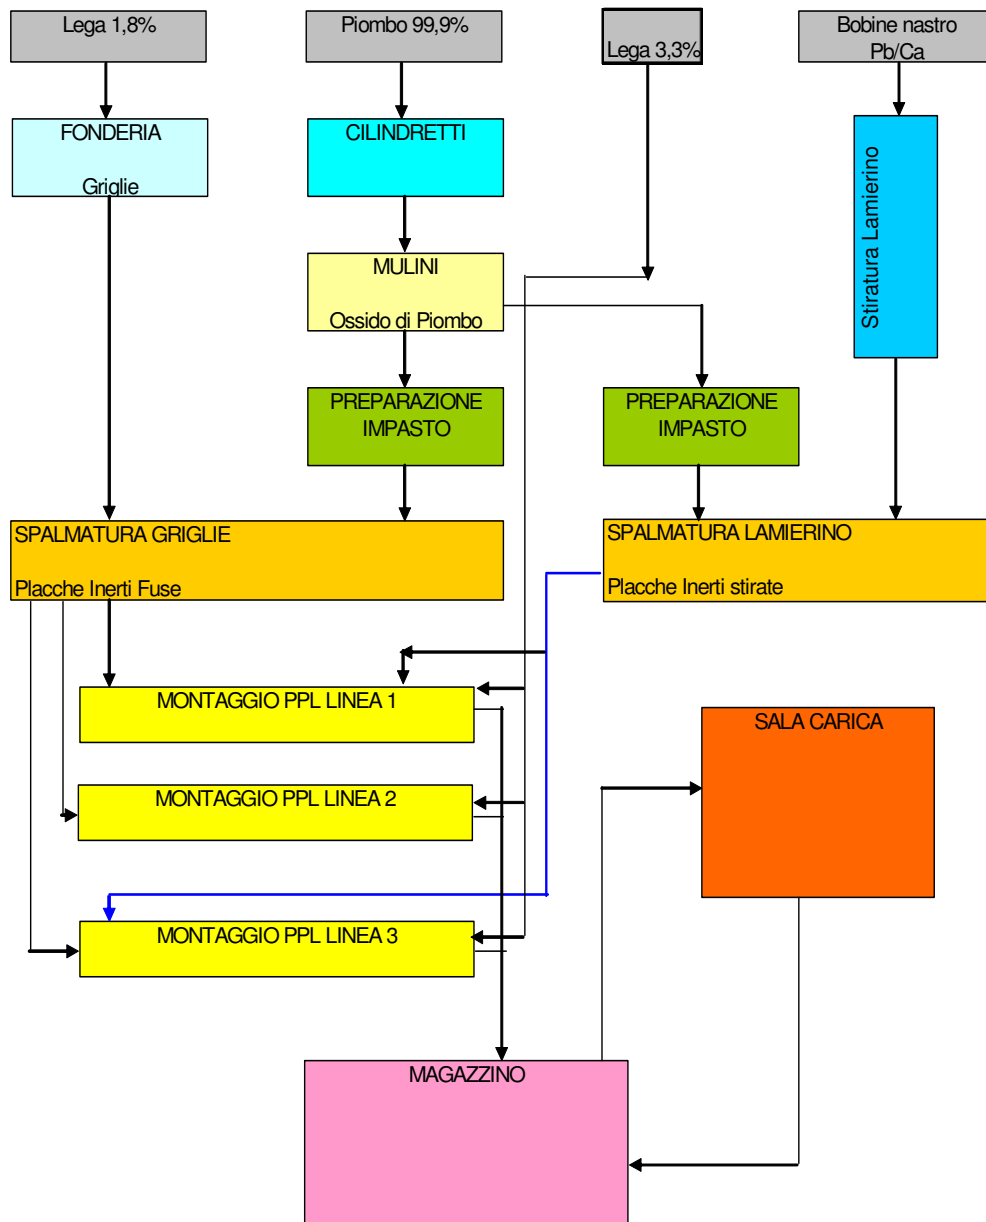 Lega 1,8%
Piombo 99,9%
Lega 3,3%
Bobine nastro
Pb/Ca
FONDERIA
Griglie
CILINDRETTI
Stiratura Lamierino
MULINI
Ossido di Piombo
PREPARAZIONE
IMPASTO
PREPARAZIONE
IMPASTO
SPALMATURA GRIGLIE
Placche Inerti Fuse
SPALMATURA LAMIERINO
Placche Inerti stirate
MONTAGGIO PPL LINEA 1
SALA CARICA
MONTAGGIO PPL LINEA 2
MONTAGGIO PPL LINEA 3
MAGAZZINO